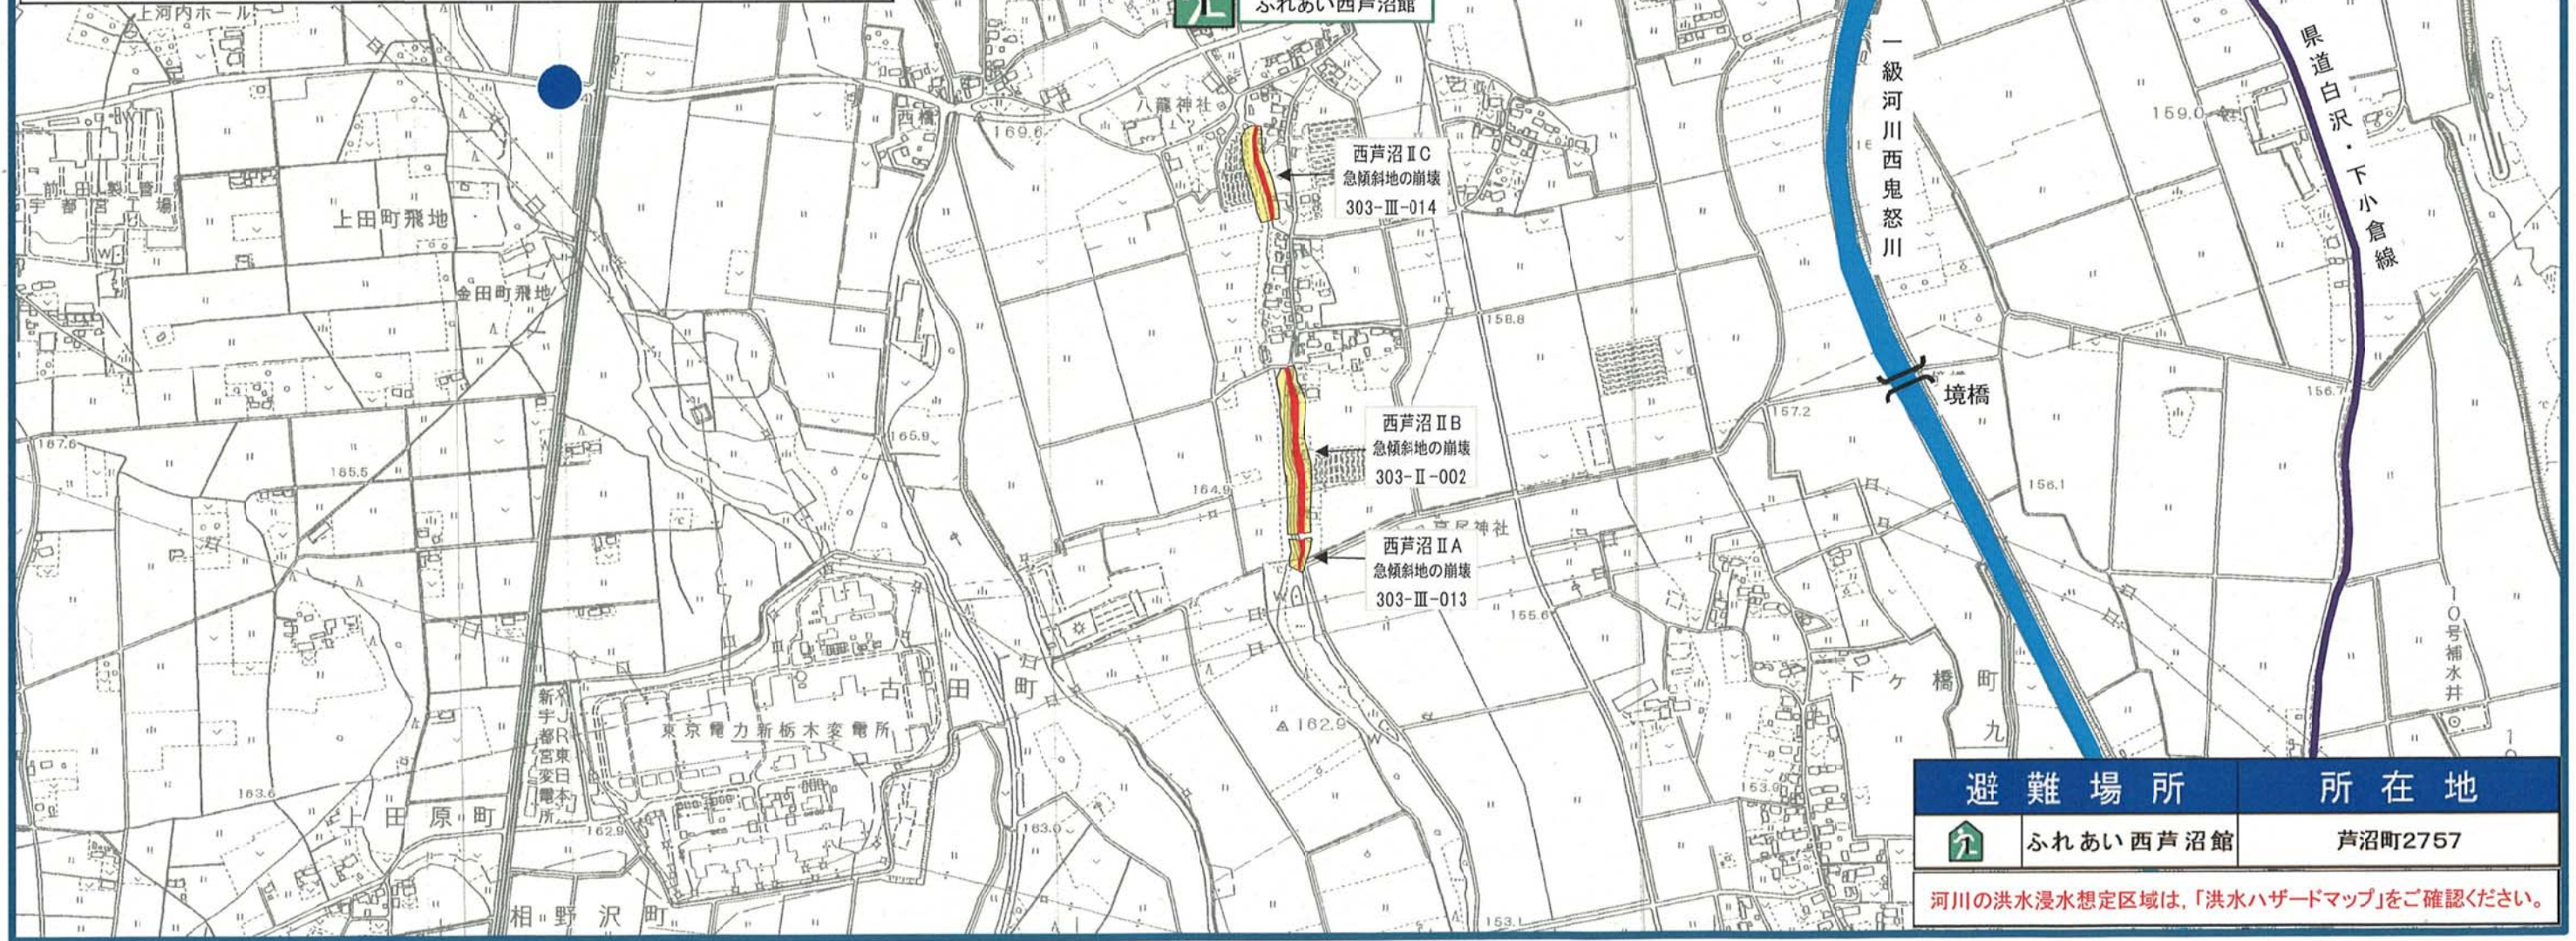 上河内ホール
ふれあい西芦沼館
一級河川西鬼怒川
県道白沢・下小倉線
159.0
八龍神社
西橋
169.6
西芦沼ⅡC
急傾斜地の崩壊
303-Ⅲ-014
前田製管
宇都宮工場
上田町飛地
金田町飛地
158.8
境橋
156.7
157.2
西芦沼ⅡB
急傾斜地の崩壊
303-Ⅱ-002
167.6
165.9
165.5
164.9
156.1
高尾神社
西芦沼ⅡA
急傾斜地の崩壊
303-Ⅲ-013
155.6
10号補水井
古田町
下ケ橋町
九
162.9
新宇都宮変電所
JR東日本
東京電力新栃木変電所
163.6
153.9
上田原町
162.9
163.0
相野沢町
153.1
避難場所 所在地
ふれあい西芦沼館 芦沼町2757
河川の洪水浸水想定区域は,「洪水ハザードマップ」をご確認ください。